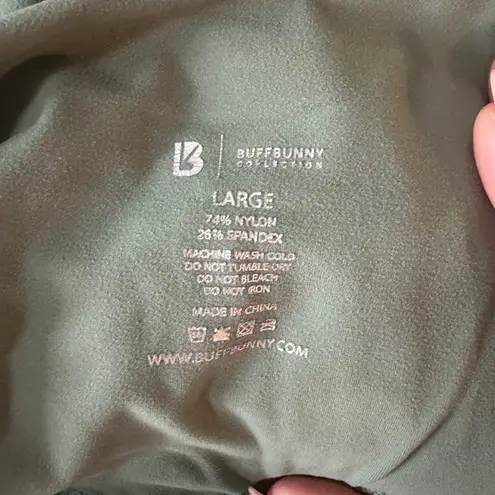 B | BUFFBUNNY
COLLECTION
LARGE
74% NYLON
26% SPANDEX
MACHINE WASH COLD
DO NOT TUMBLE DRY
DO NOT BLEACH
DO NOT IRON
MADE IN CHINA
WWW.BUFFBUNNY.COM